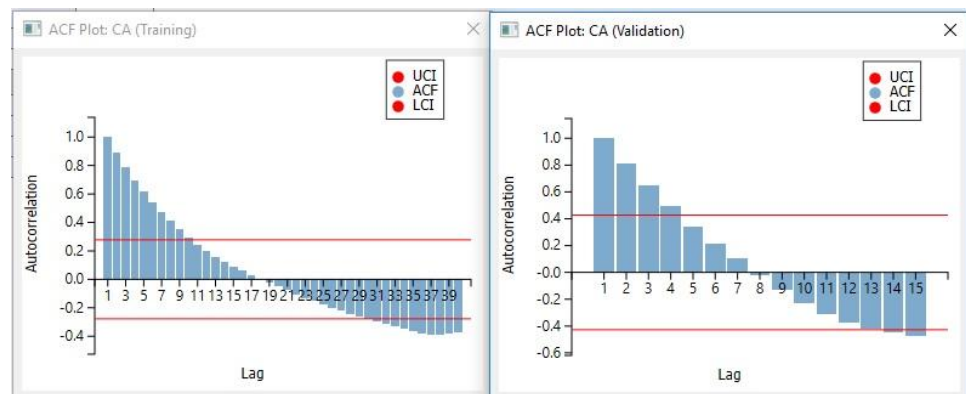 ACF Plot: CA (Training)
UCI
ACF
LCI
1.0
0.8
0.6
0.4
0.2
0.0
-0.2
-0.4
Autocorrelation
1 3 5 7 9 11 13 15 17 19 21 23 25 27 29 31 33 35 37 39
Lag
ACF Plot: CA (Validation)
UCI
ACF
LCI
1.0
0.8
0.6
0.4
0.2
-0.0
-0.2
-0.4
-0.6
Autocorrelation
1 2 3 4 5 6 7 8 9 10 11 12 13 14 15
Lag